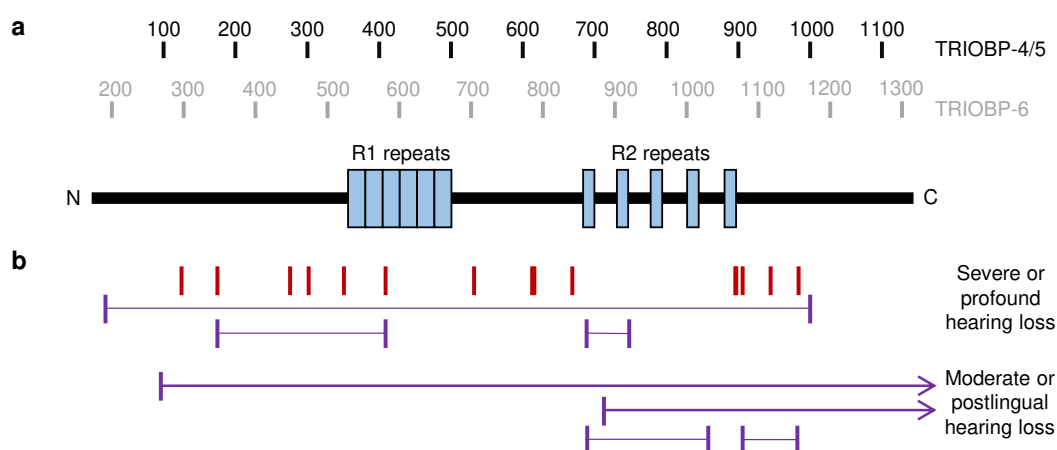 a
100 200 300 400 500 600 700 800 900 1000 1100
TRIOBP-4/5
200 300 400 500 600 700 800 900 1000 1100 1200 1300
TRIOBP-6
R1 repeats
R2 repeats
N
C
b
Severe or
profound
hearing loss
Moderate or
postlingual
hearing loss